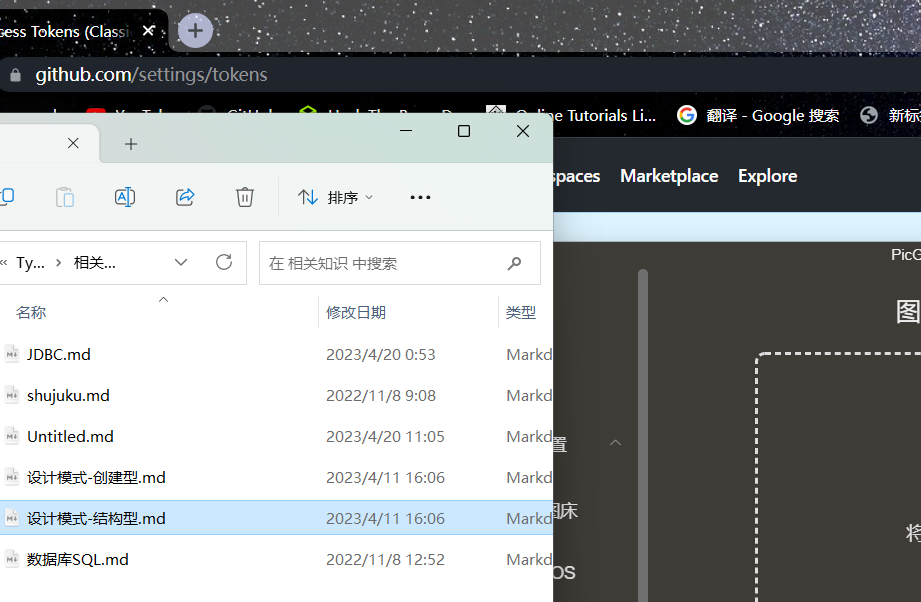 cess Tokens (Classi
github.com/settings/tokens
Online Tutorials Li...
翻译 - Google 搜索
新标
spaces
Marketplace
Explore
排序
Ty...
相关...
在 相关知识 中搜索
PicG
图
名称
修改日期
类型
JDBC.md
2023/4/20 0:53
Markd
shujuku.md
2022/11/8 9:08
Markd
Untitled.md
2023/4/20 11:05
Markd
置
设计模式-创建型.md
2023/4/11 16:06
Markd
设计模式-结构型.md
2023/4/11 16:06
Markd
图床
将
数据库SQL.md
2022/11/8 12:52
Markd
OS